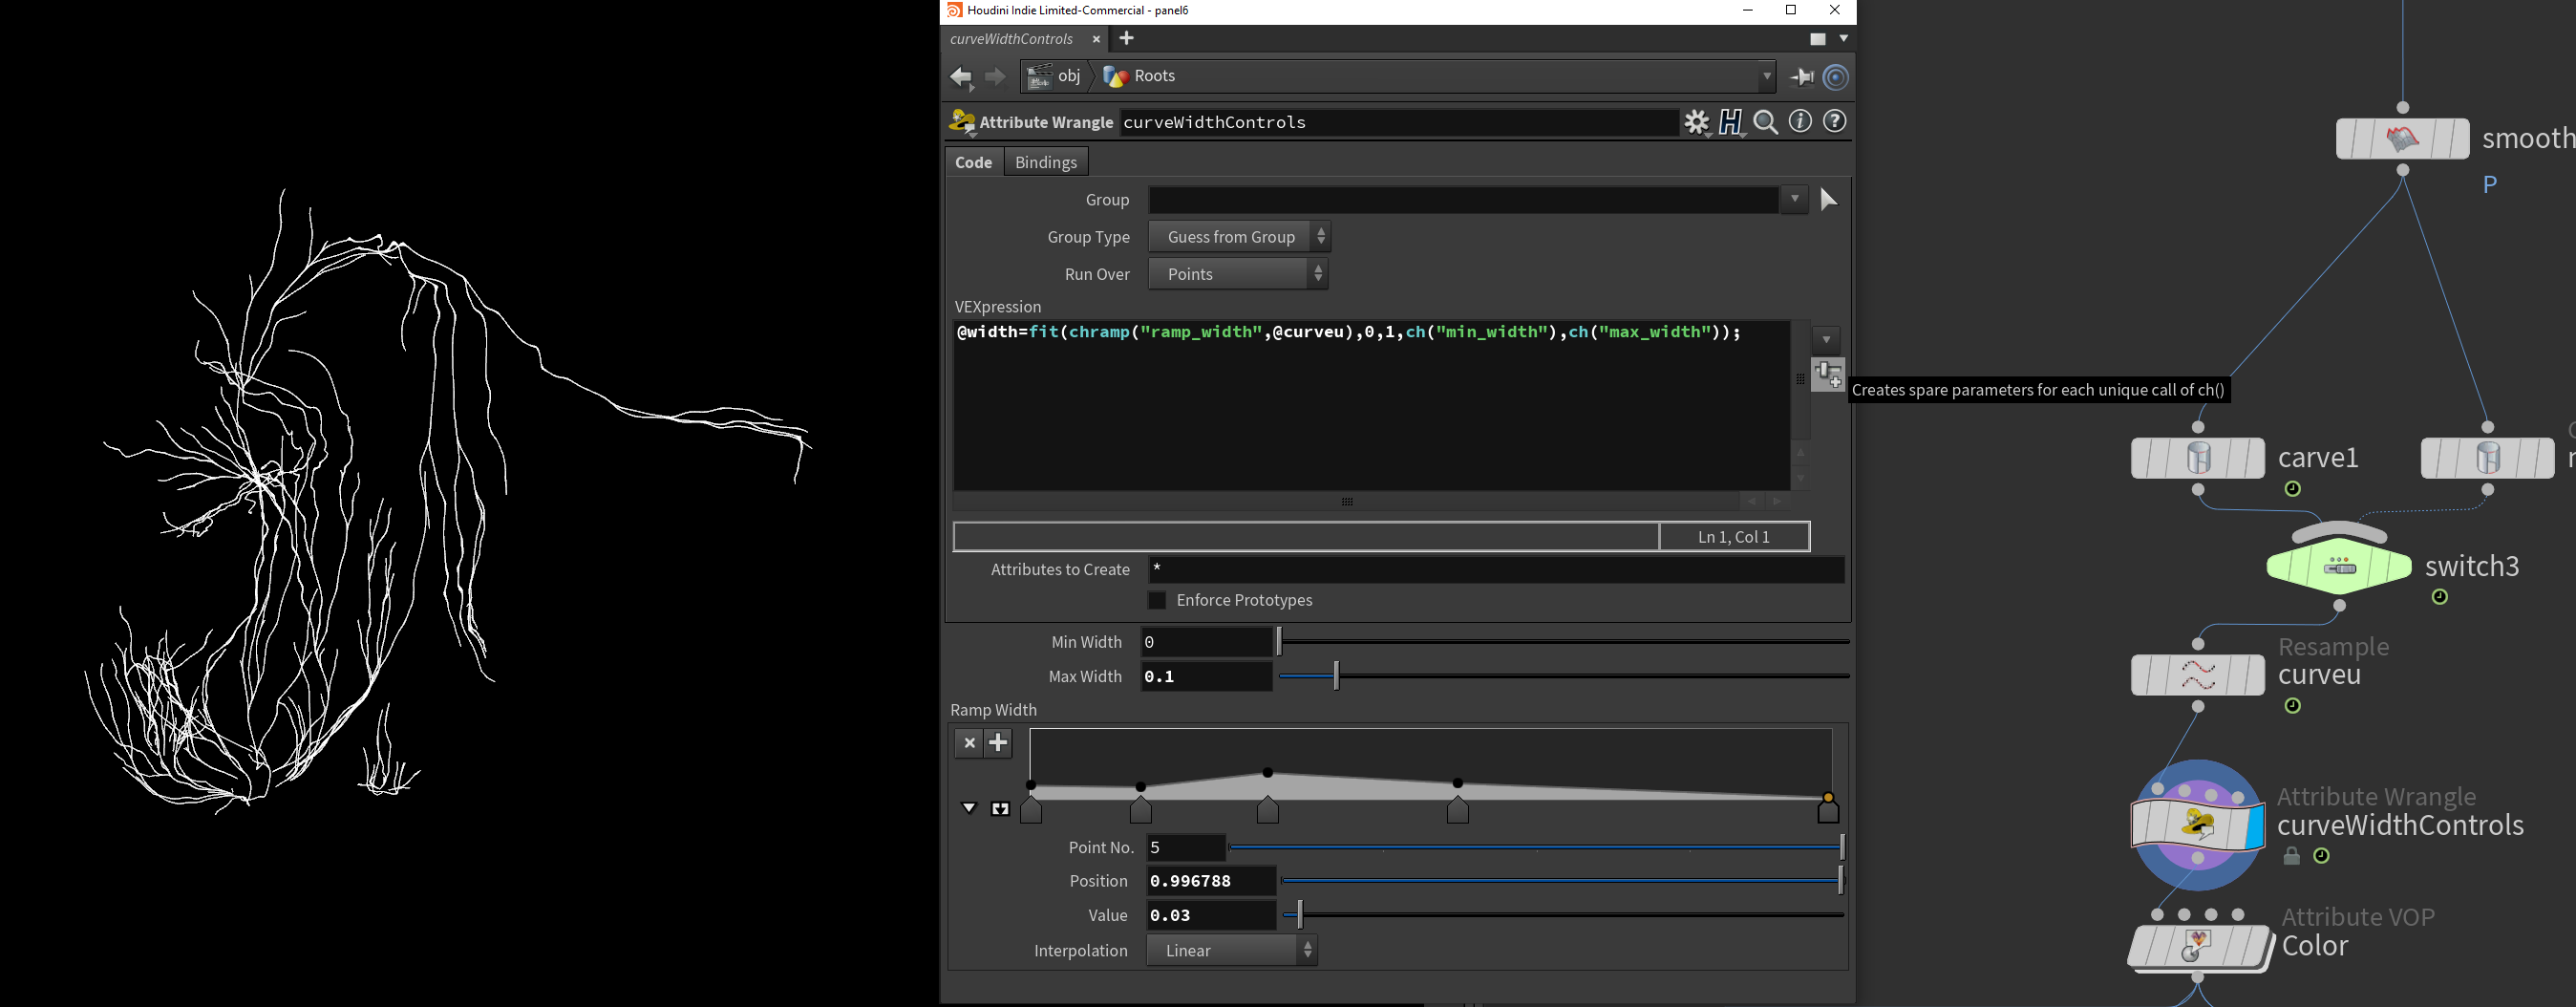 Houdini Indie Limited-Commercial - panel6
curveWidthControls
obj
Roots
Attribute Wrangle curveWidthControls
Code Bindings
Group
Group Type Guess from Group
Run Over Points
VEXpression
@width=fit(chramp("ramp_width",@curveu),0,1,ch("min_width"),ch("max_width"));
Creates spare parameters for each unique call of ch()
Ln 1, Col 1
Attributes to Create *
Enforce Prototypes
Min Width 0
Max Width 0.1
Ramp Width
Point No. 5
Position 0.996788
Value 0.03
Interpolation Linear
smooth
P
carve1
switch3
Resample
curveu
Attribute Wrangle
curveWidthControls
Attribute VOP
Color